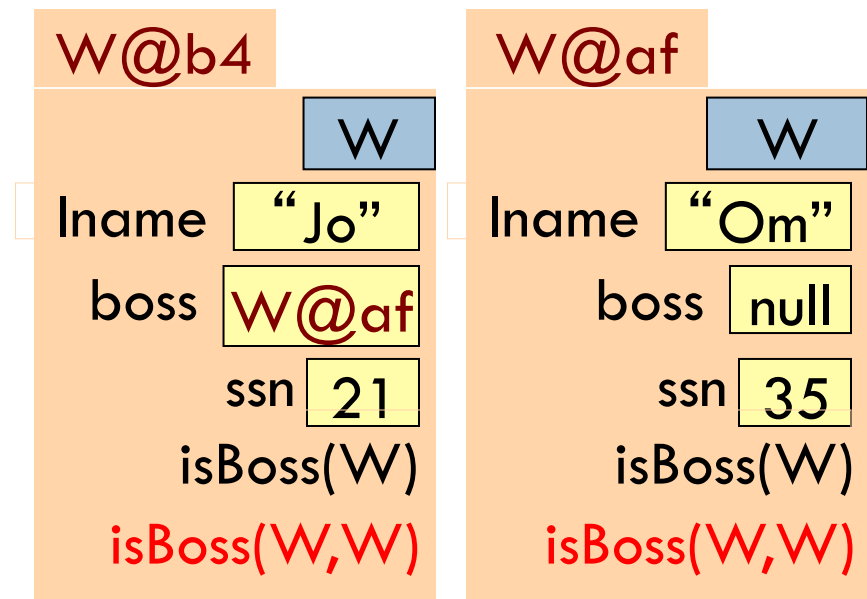 W@b4
W
lname “Jo”
boss W@af
ssn 21
isBoss(W)
isBoss(W,W)
W@af
W
lname “Om”
boss null
ssn 35
isBoss(W)
isBoss(W,W)